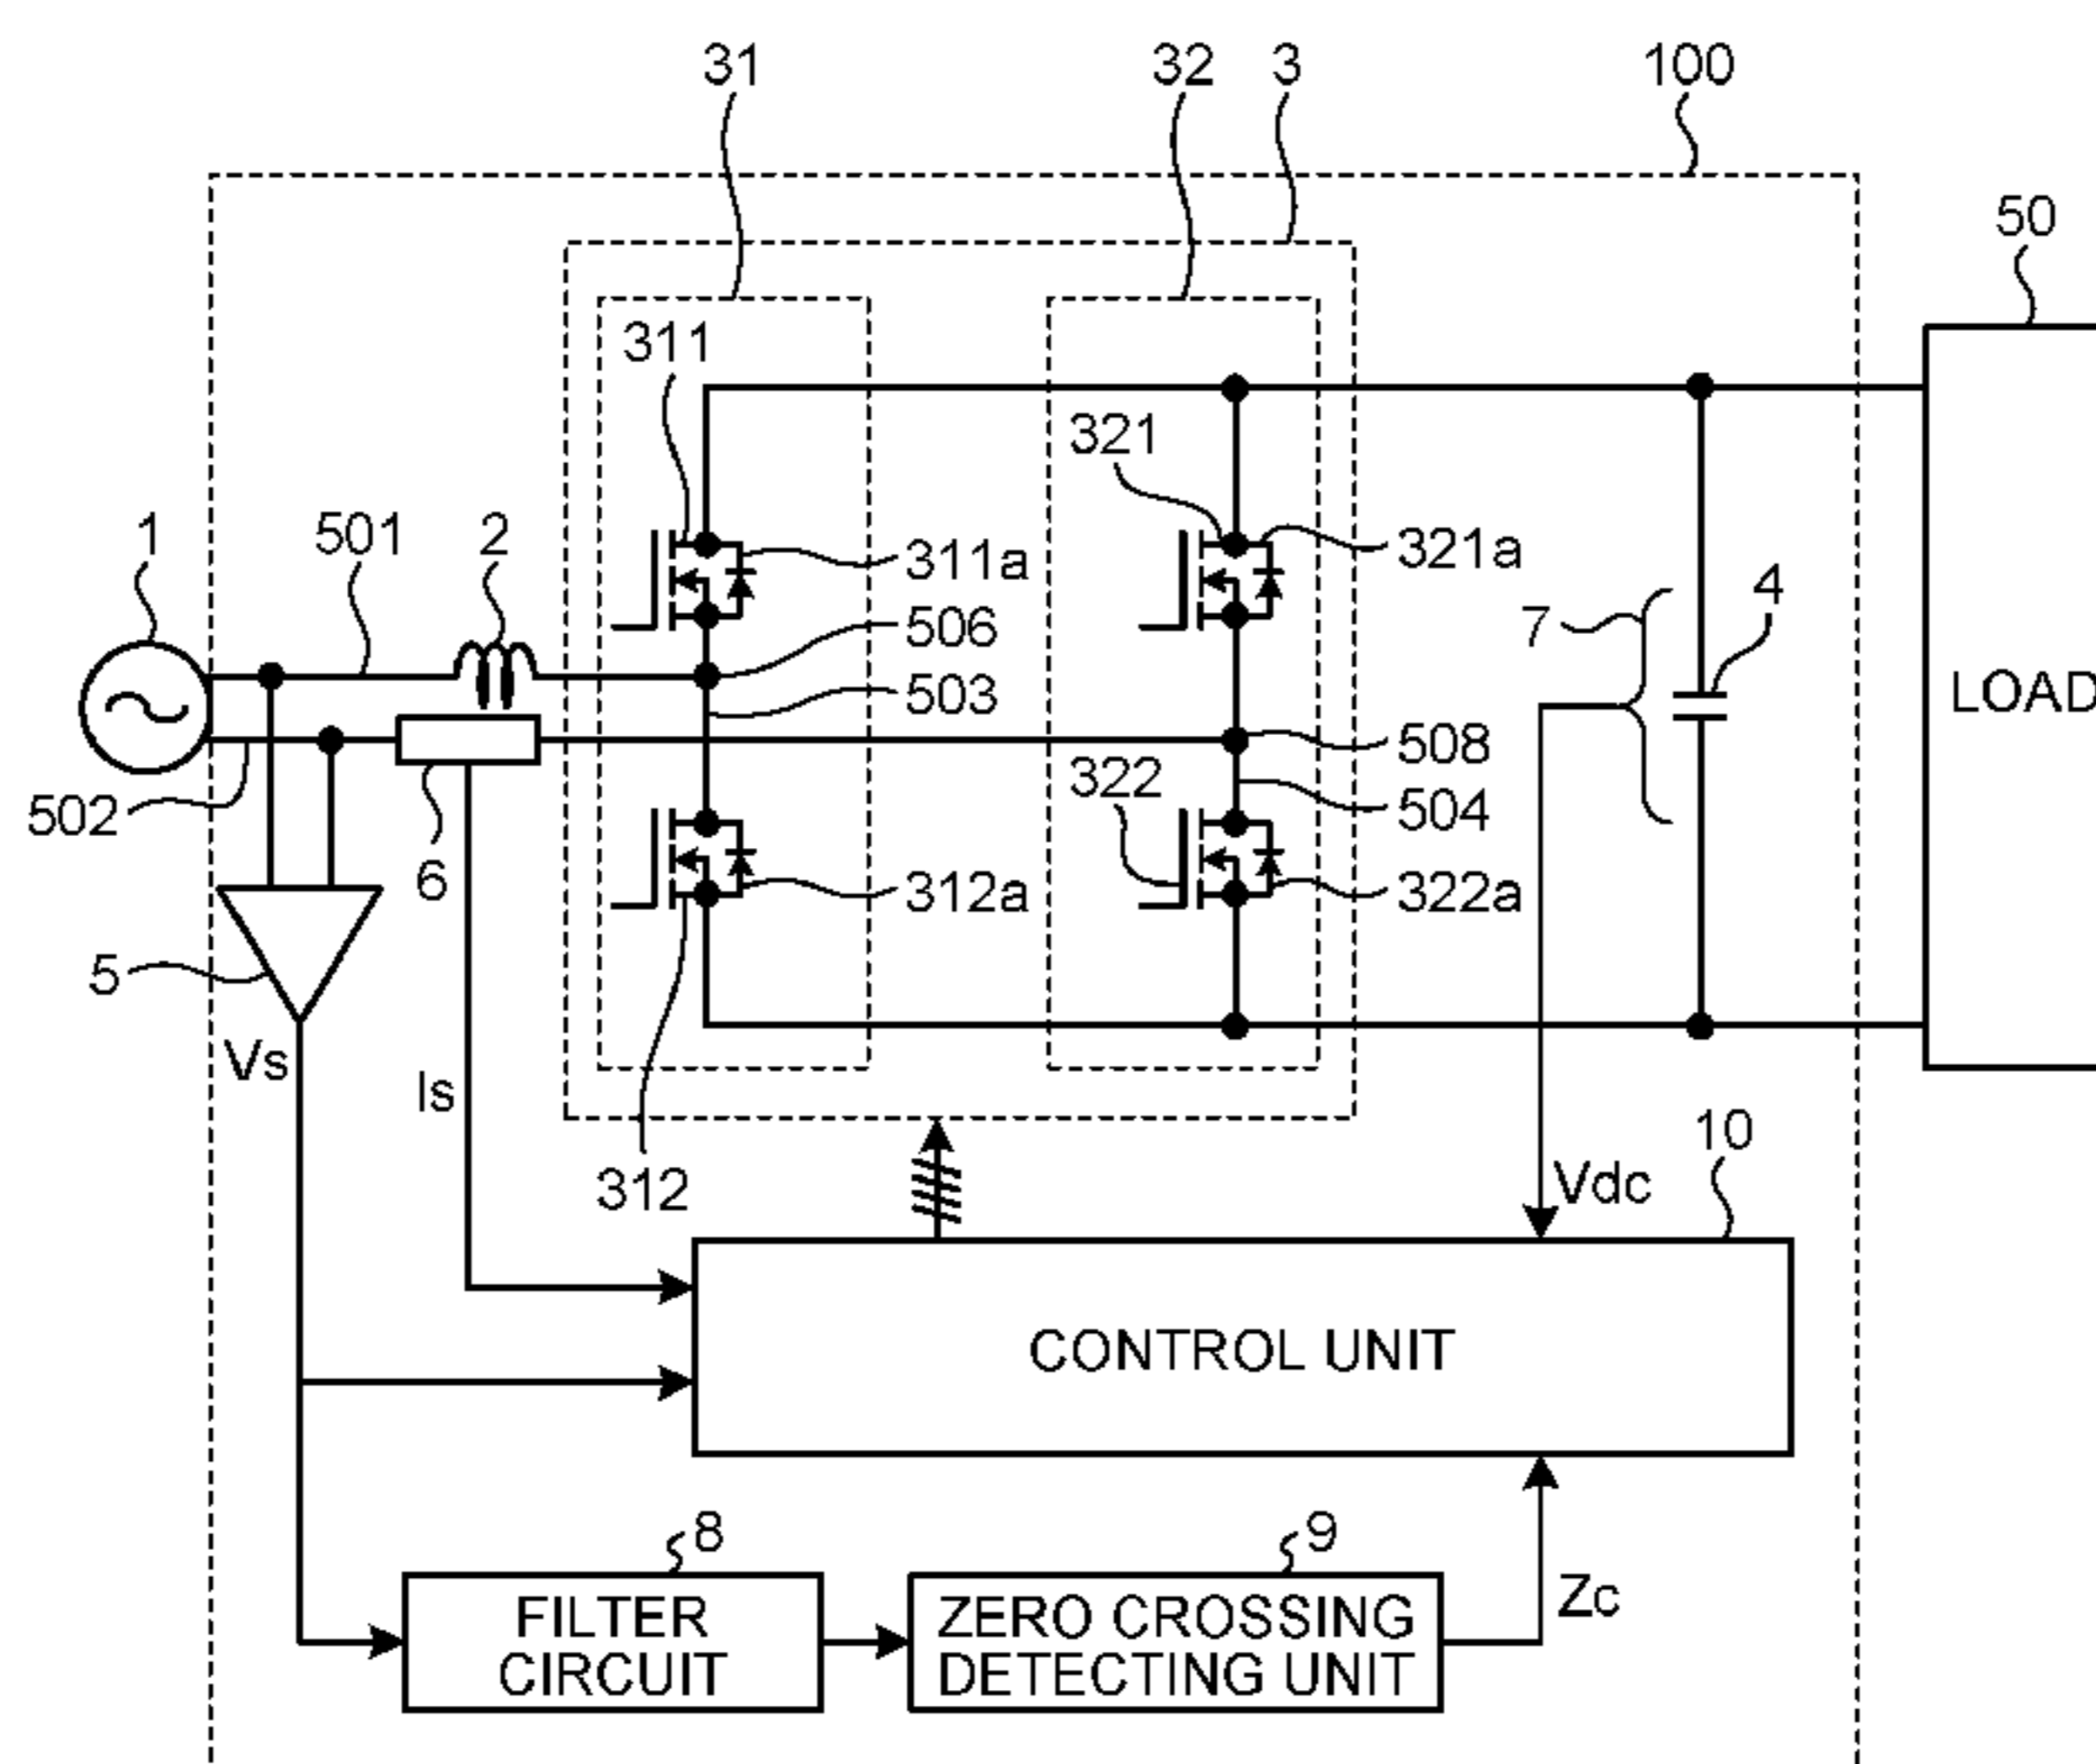 31
32
3
100
50
311
321
1
501
2
311a
321a
4
506
7
503
LOAD
508
322
504
502
6
312a
322a
5
Vs
Is
10
312
Vdc
CONTROL UNIT
8
9
Zc
FILTER
CIRCUIT
ZERO CROSSING
DETECTING UNIT